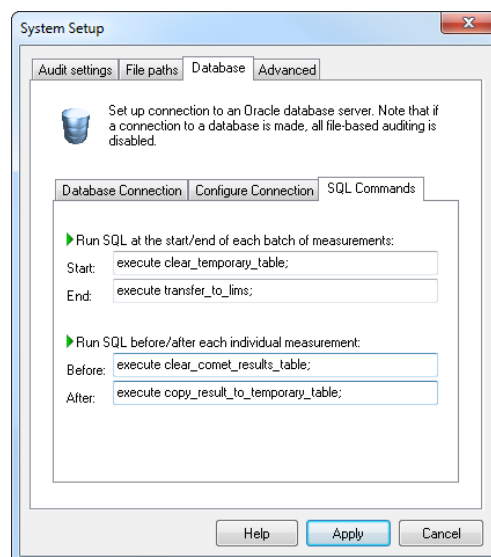 System Setup
Audit settings File paths Database Advanced
Set up connection to an Oracle database server. Note that if
a connection to a database is made, all file-based auditing is
disabled.
Database Connection Configure Connection SQL Commands
Run SQL at the start/end of each batch of measurements:
Start: execute clear_temporary_table;
End: execute transfer_to_lims;
Run SQL before/after each individual measurement:
Before: execute clear_comet_results_table;
After: execute copy_result_to_temporary_table;
Help Apply Cancel